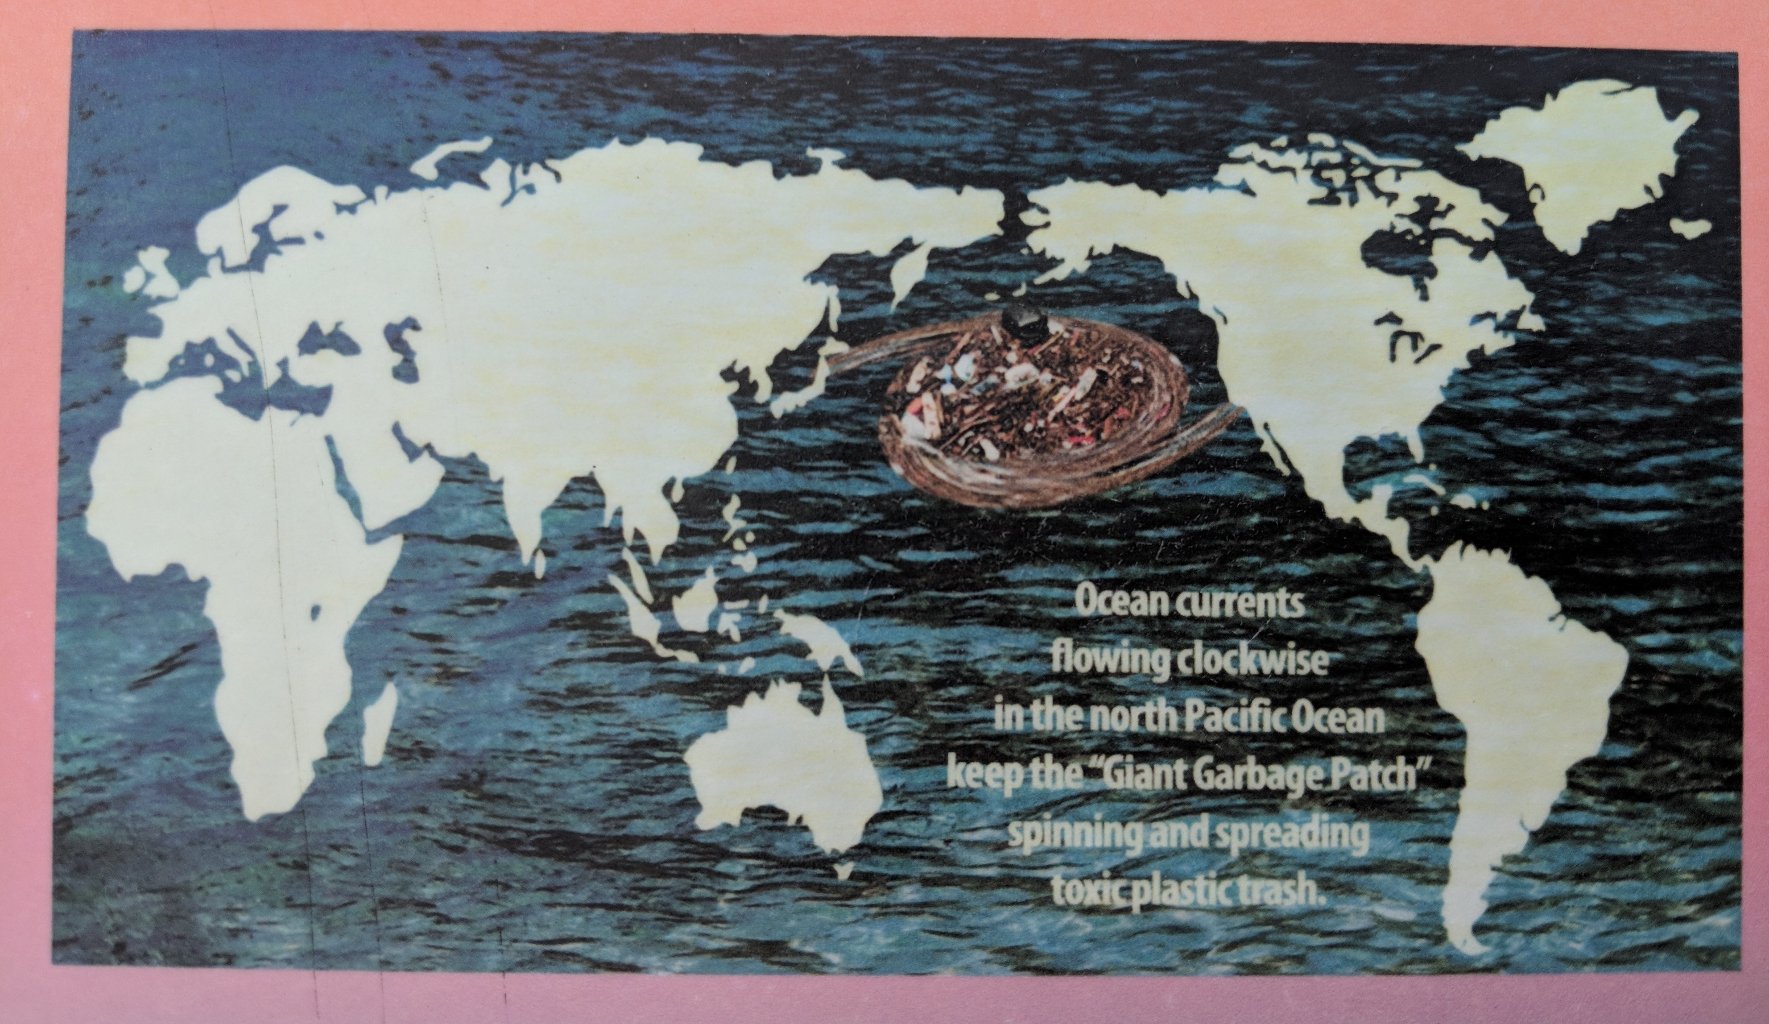 Ocean currents
flowing clockwise
in the north Pacific Ocean
keep the “Giant Garbage Patch”
spinning and spreading
toxic plastic trash.